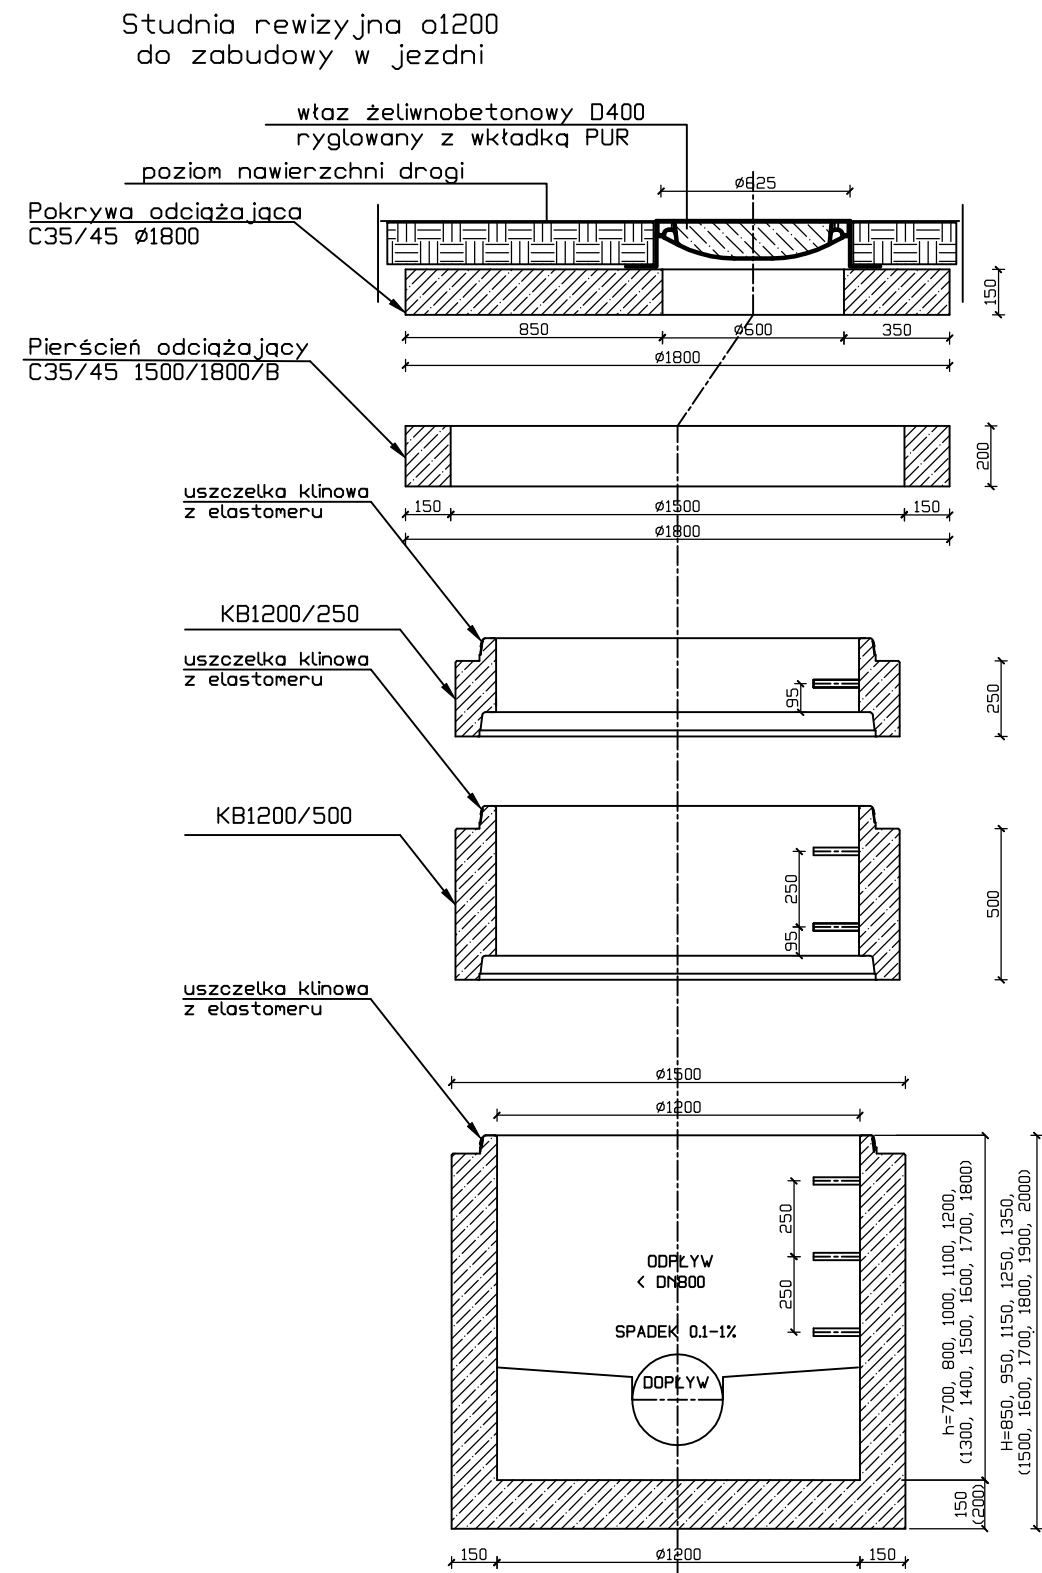 Studnia rewizyjna o1200
do zabudowy w jezdni
właz żeliwnobetonowy D400
ryglowany z wkładką PUR
poziom nawierzchni drogi
ø625
Pokrywa odciążająca
C35/45 ø1800
150
850
ø600
350
ø1800
Pierścień odciążający
C35/45 1500/1800/B
200
150
ø1500
150
ø1800
uszczelka klinowa
z elastomeru
KB1200/250
95
250
uszczelka klinowa
z elastomeru
KB1200/500
250
95
500
uszczelka klinowa
z elastomeru
ø1500
ø1200
250
250
ODPŁYW
< DN800
SPADEK 0.1-1%
DOPŁYW
h=700, 800, 1000, 1100, 1200,
(1300, 1400, 1500, 1600, 1700, 1800)
H=850, 950, 1150, 1250, 1350,
(1500, 1600, 1700, 1800, 1900, 2000)
150
(200)
150
ø1200
150